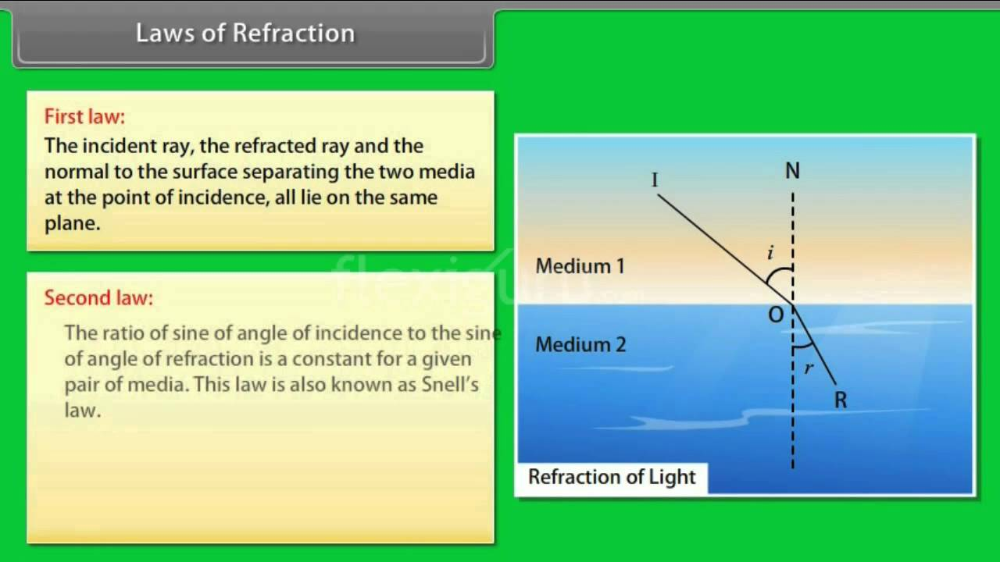 Laws of Refraction
First law:
The incident ray, the refracted ray and the
normal to the surface separating the two media
at the point of incidence, all lie on the same
plane.
Second law:
The ratio of sine of angle of incidence to the sine
of angle of refraction is a constant for a given
pair of media. This law is also known as Snell's
law.
N
I
i
Medium 1
O
Medium 2
r
R
Refraction of Light
flexiguru